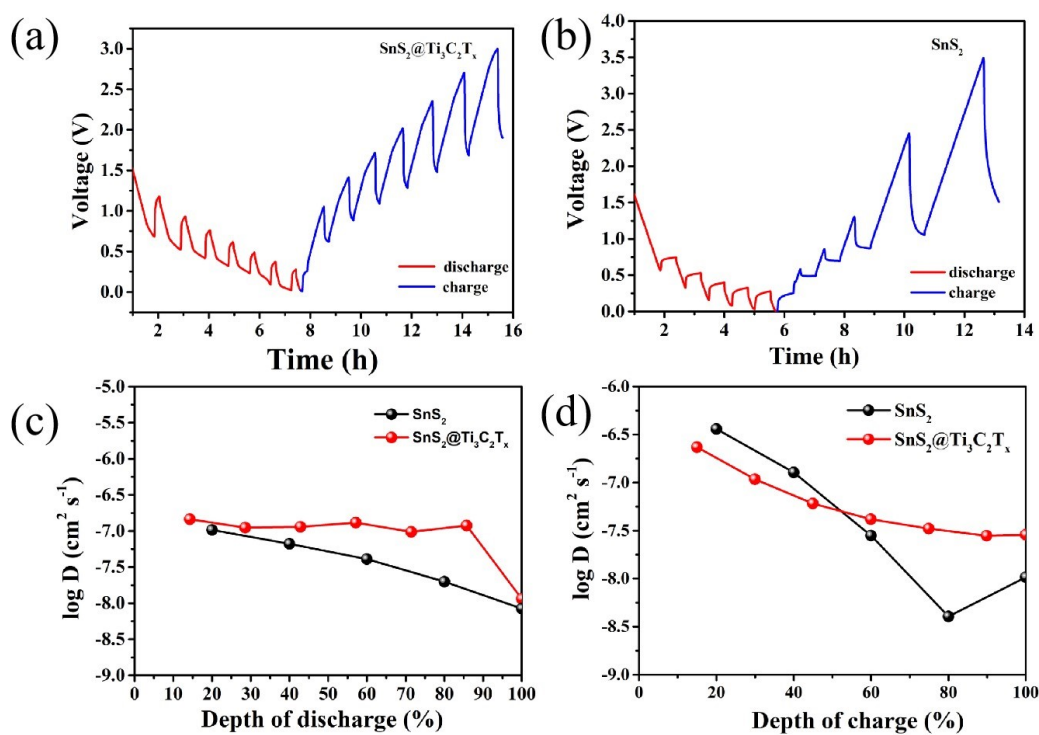 (a)
SnS₂@Ti₃C₂Tₓ
3.0
2.5
2.0
1.5
1.0
0.5
0.0
Voltage (V)
discharge
charge
2 4 6 8 10 12 14 16
Time (h)
(b)
SnS₂
4.0
3.5
3.0
2.5
2.0
1.5
1.0
0.5
0.0
Voltage (V)
discharge
charge
2 4 6 8 10 12 14
Time (h)
(c)
-5.0
-5.5
-6.0
-6.5
-7.0
-7.5
-8.0
-8.5
-9.0
log D (cm² s⁻¹)
SnS₂
SnS₂@Ti₃C₂Tₓ
0 10 20 30 40 50 60 70 80 90 100
Depth of discharge (%)
(d)
-6.0
-6.5
-7.0
-7.5
-8.0
-8.5
-9.0
log D (cm² s⁻¹)
SnS₂
SnS₂@Ti₃C₂Tₓ
0 20 40 60 80 100
Depth of charge (%)